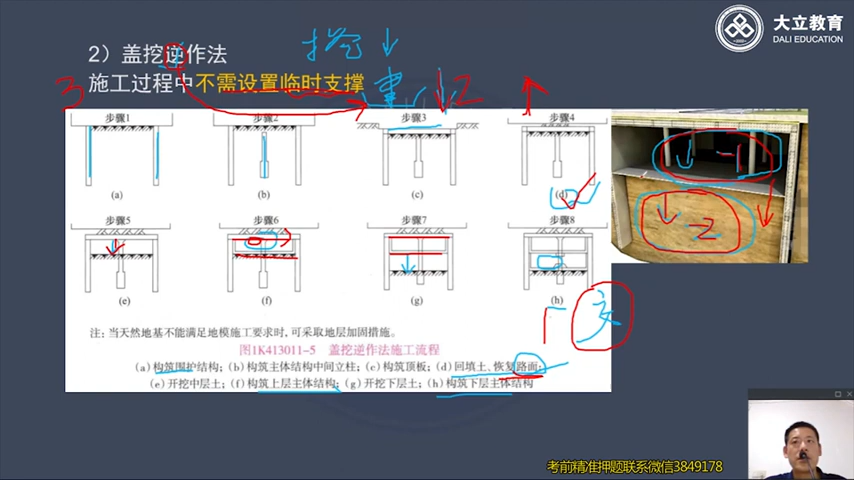 大立教育
DALI EDUCATION
2）盖挖逆作法
挖↓
施工过程中不需设置临时支撑
3
2
步骤1
步骤2
步骤3
步骤4
(a)
(b)
(c)
(d)
-1
-2
步骤5
步骤6
步骤7
步骤8
(e)
(f)
(g)
(h)
注：当天然地基不能满足地模施工要求时，可采取地层加固措施。
图1K413011-5 盖挖逆作法施工流程
(a)构筑围护结构；(b)构筑主体结构中间立柱；(c)构筑顶板；(d)回填土、恢复路面；
(e)开挖中层土；(f)构筑上层主体结构；(g)开挖下层土；(h)构筑下层主体结构
考前精准押题联系微信3849178